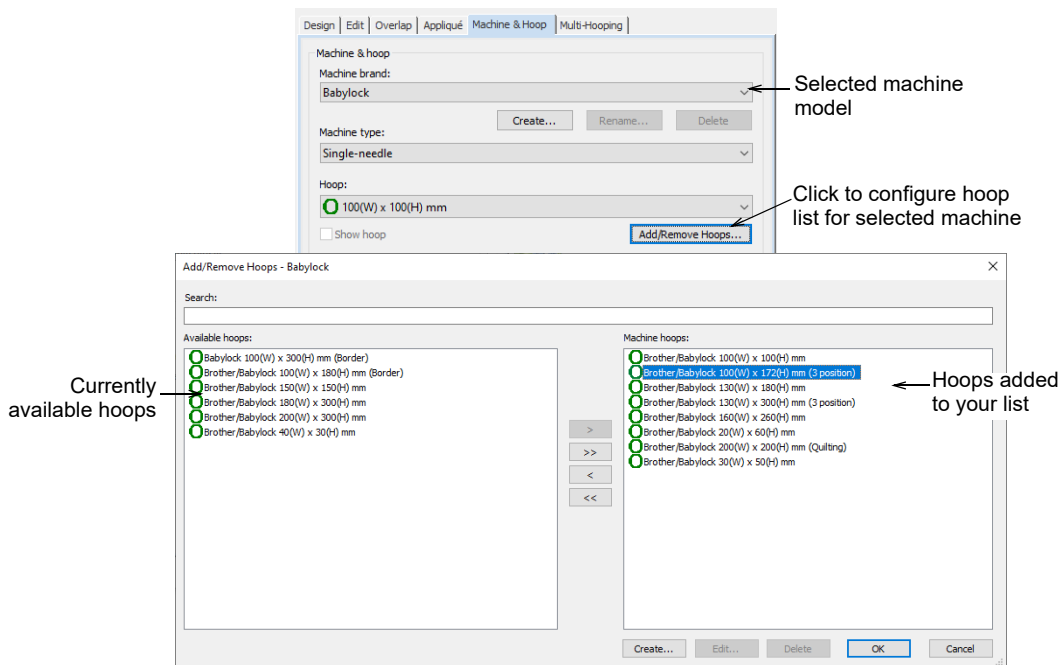 Design Edit Overlap Appliqué Machine & Hoop Multi-Hooping
Machine & hoop
Machine brand:
Babylock
Selected machine
model
Create... Rename... Delete
Machine type:
Single-needle
Hoop:
100(W) x 100(H) mm
Click to configure hoop
list for selected machine
Show hoop
Add/Remove Hoops...
Add/Remove Hoops - Babylock
Search:
Available hoops:
Babylock 100(W) x 300(H) mm (Border)
Brother/Babylock 100(W) x 180(H) mm (Border)
Brother/Babylock 150(W) x 150(H) mm
Brother/Babylock 180(W) x 300(H) mm
Brother/Babylock 200(W) x 300(H) mm
Brother/Babylock 40(W) x 30(H) mm
Currently
available hoops
>
>>
<
<<
Machine hoops:
Brother/Babylock 100(W) x 100(H) mm
Brother/Babylock 100(W) x 172(H) mm (3 position)
Brother/Babylock 130(W) x 180(H) mm
Brother/Babylock 130(W) x 300(H) mm (3 position)
Brother/Babylock 160(W) x 260(H) mm
Brother/Babylock 20(W) x 60(H) mm
Brother/Babylock 200(W) x 200(H) mm (Quilting)
Brother/Babylock 30(W) x 50(H) mm
Hoops added
to your list
Create... Edit... Delete OK Cancel